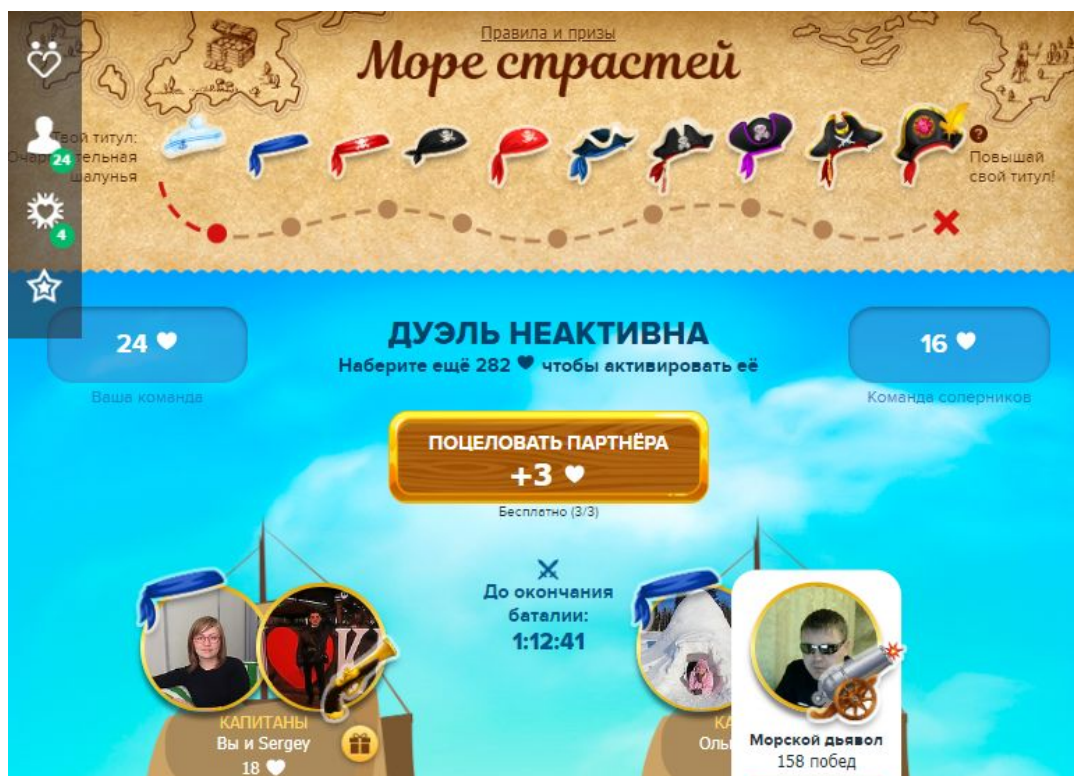 Правила и призы
Море страстей
Твой титул:
24
шалунья
?
Повышай
свой титул!
4
24
ДУЭЛЬ НЕАКТИВНА
Наберите ещё 282 чтобы активировать её
16
Ваша команда
Команда соперников
ПОЦЕЛОВАТЬ ПАРТНЁРА
+3
Бесплатно (3/3)
До окончания
баталии:
1:12:41
K
КАПИТАНЫ
Вы и Sergey
18
Морской дьявол
158 побед